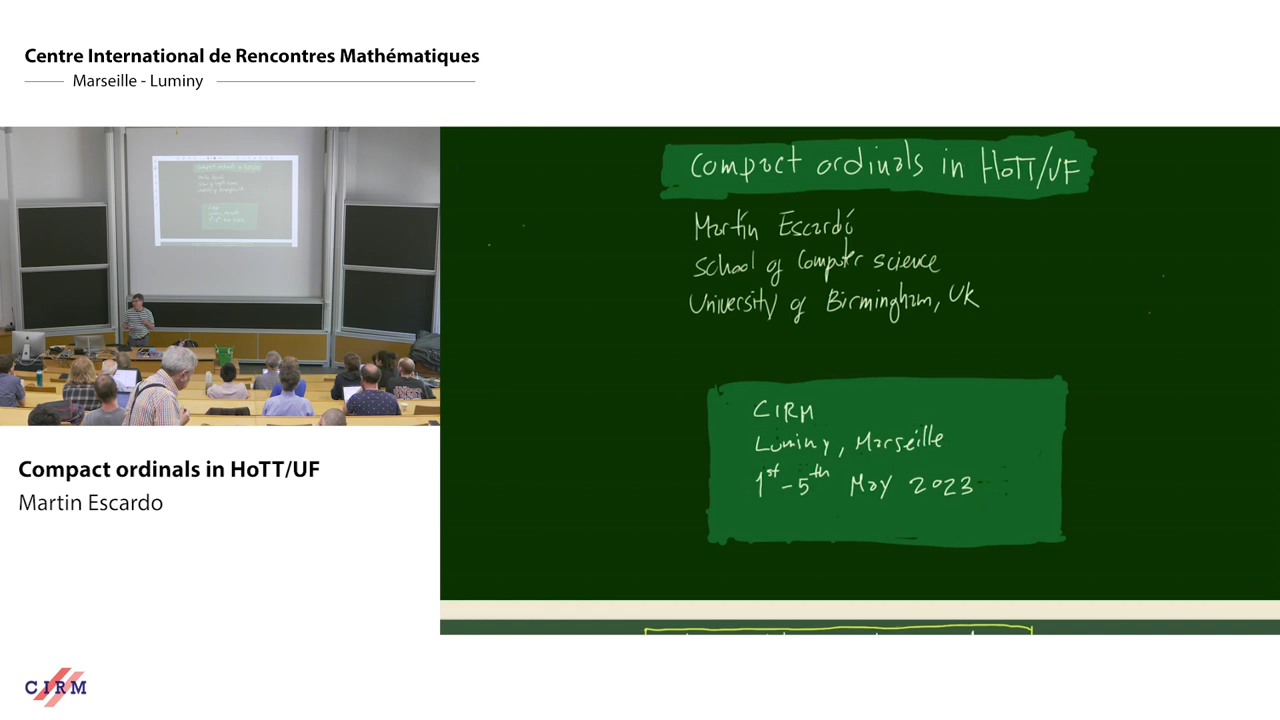 Centre International de Rencontres Mathématiques
Marseille - Luminy
Compact ordinals in HoTT/UF
Martín Escardó
School of Computer Science
University of Birmingham, UK
CIRM
Luminy, Marseille
1st-5th May 2023
Compact ordinals in HoTT/UF
Martin Escardo
CIRM